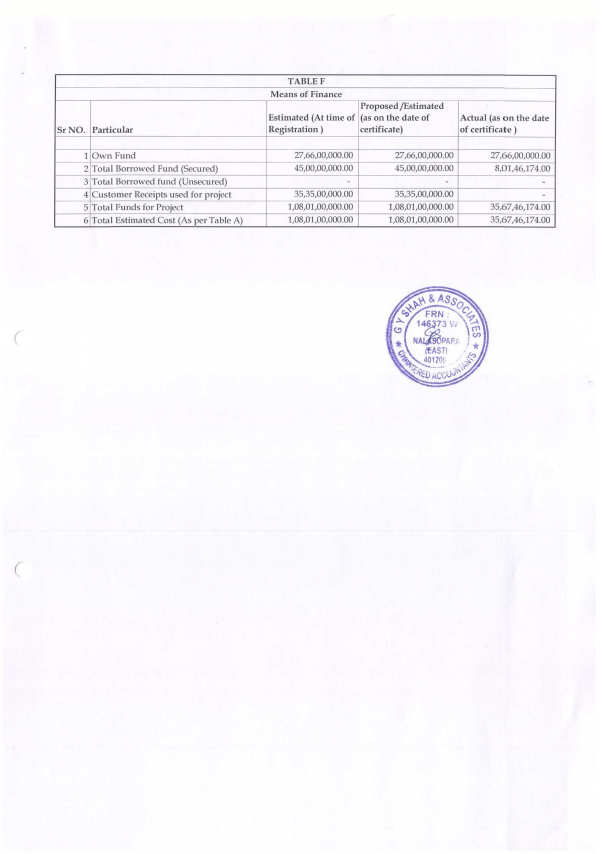 TABLE F
Means of Finance
Sr NO. Particular Estimated (At time of Registration ) Proposed /Estimated (as on the date of certificate) Actual (as on the date of certificate )
1 Own Fund 27,66,00,000.00 27,66,00,000.00 27,66,00,000.00
2 Total Borrowed Fund (Secured) 45,00,00,000.00 45,00,00,000.00 8,01,46,174.00
3 Total Borrowed fund (Unsecured) - - -
4 Customer Receipts used for project 35,35,00,000.00 35,35,00,000.00 -
5 Total Funds for Project 1,08,01,00,000.00 1,08,01,00,000.00 35,67,46,174.00
6 Total Estimated Cost (As per Table A) 1,08,01,00,000.00 1,08,01,00,000.00 35,67,46,174.00
G Y SHAH & ASSOCIATES
FRN :
146373 W
NALASOPARA
(EAST)
CHARTERED ACCOUNTANTS